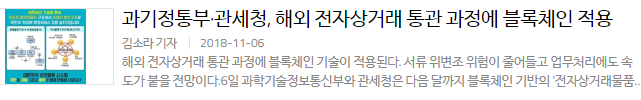 과기정통부·관세청, 해외 전자상거래 통관 과정에 블록체인 적용
김소라 기자 | 2018-11-06
해외 전자상거래 통관 과정에 블록체인 기술이 적용된다. 서류 위변조 위험이 줄어들고 업무처리에도 속
도가 붙을 전망이다.6일 과학기술정보통신부와 관세청은 다음 달까지 블록체인 기반의 '전자상거래물품..